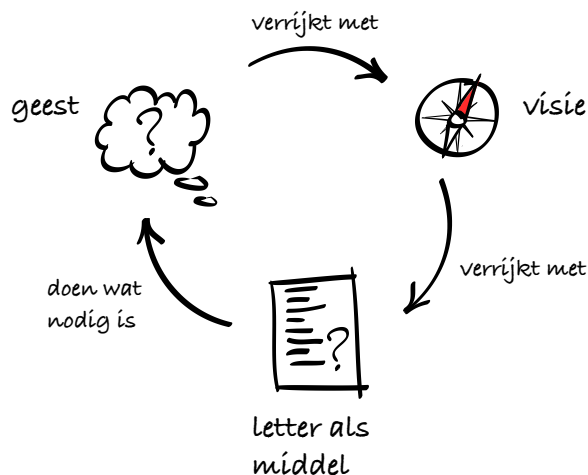 verrijkt met
geest
?
visie
verrijkt met
doen wat
nodig is
?
letter als
middel